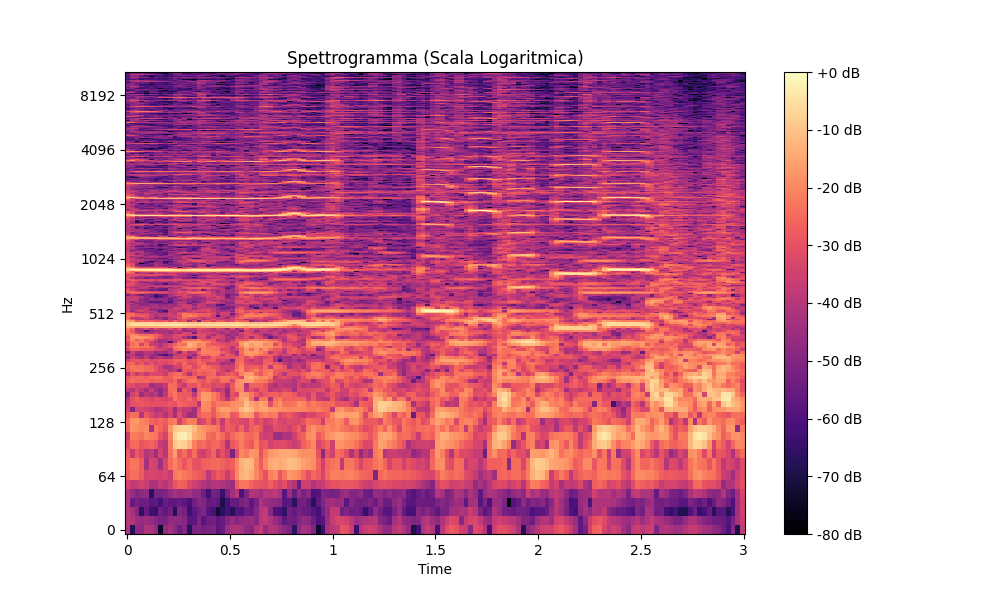 Spettrogramma (Scala Logaritmica)
Hz
8192
4096
2048
1024
512
256
128
64
0
0
0.5
1
1.5
2
2.5
3
Time
+0 dB
-10 dB
-20 dB
-30 dB
-40 dB
-50 dB
-60 dB
-70 dB
-80 dB